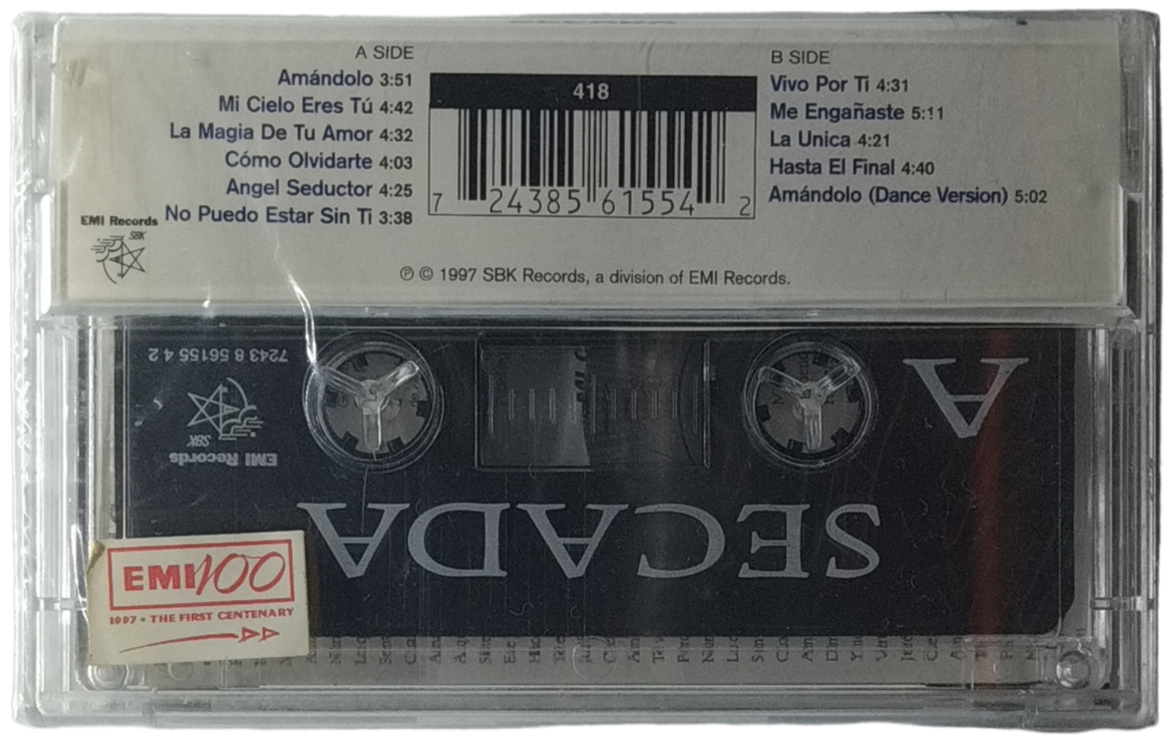 SECADA
A SIDE
Amándolo 3:51
Mi Cielo Eres Tú 4:42
La Magia De Tu Amor 4:32
Cómo Olvidarte 4:03
Angel Seductor 4:25
No Puedo Estar Sin Ti 3:38
EMI Records
SBK
418
7 24385 61554 2
B SIDE
Vivo Por Ti 4:31
Me Engañaste 5:11
La Unica 4:21
Hasta El Final 4:40
Amándolo (Dance Version) 5:02
℗ © 1997 SBK Records, a division of EMI Records.
7243 8 56155 4 2
SBK
EMI Records
A
SECADA
EMI 100
1997 • THE FIRST CENTENARY